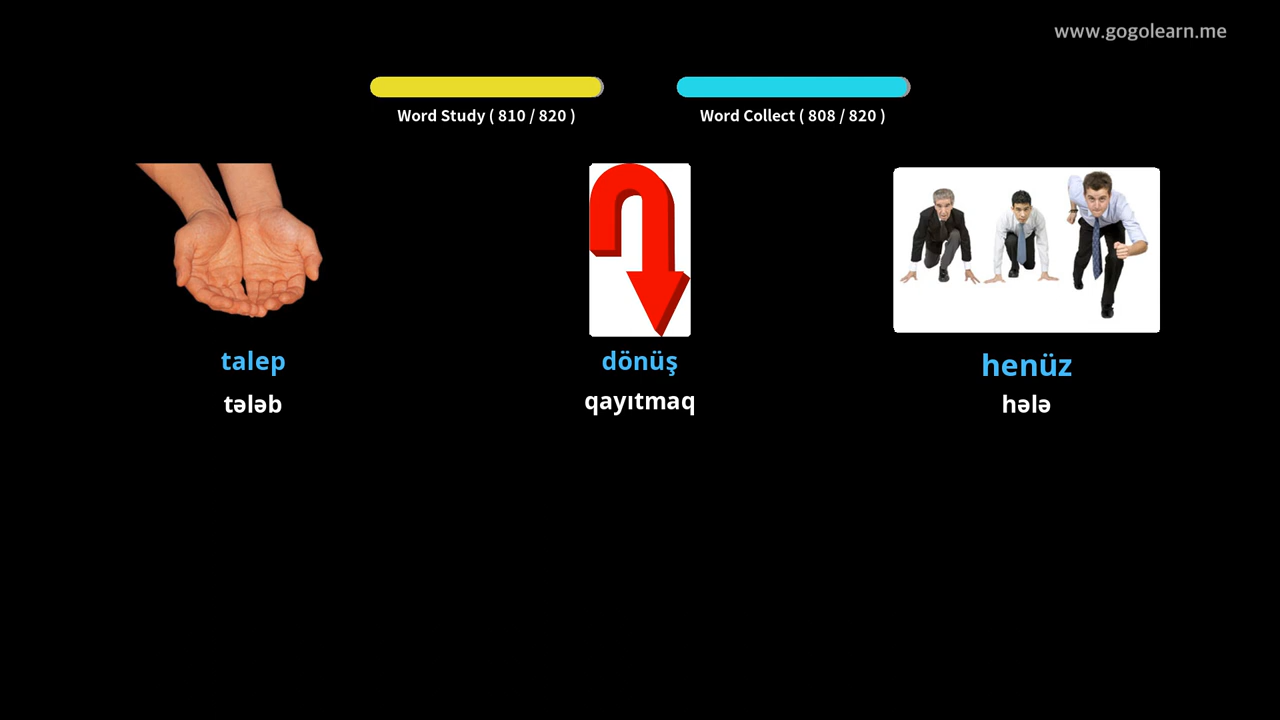 www.gogolearn.me
Word Study ( 810 / 820 )
Word Collect ( 808 / 820 )
talep
dönüş
henüz
tələb
qayıtmaq
hələ